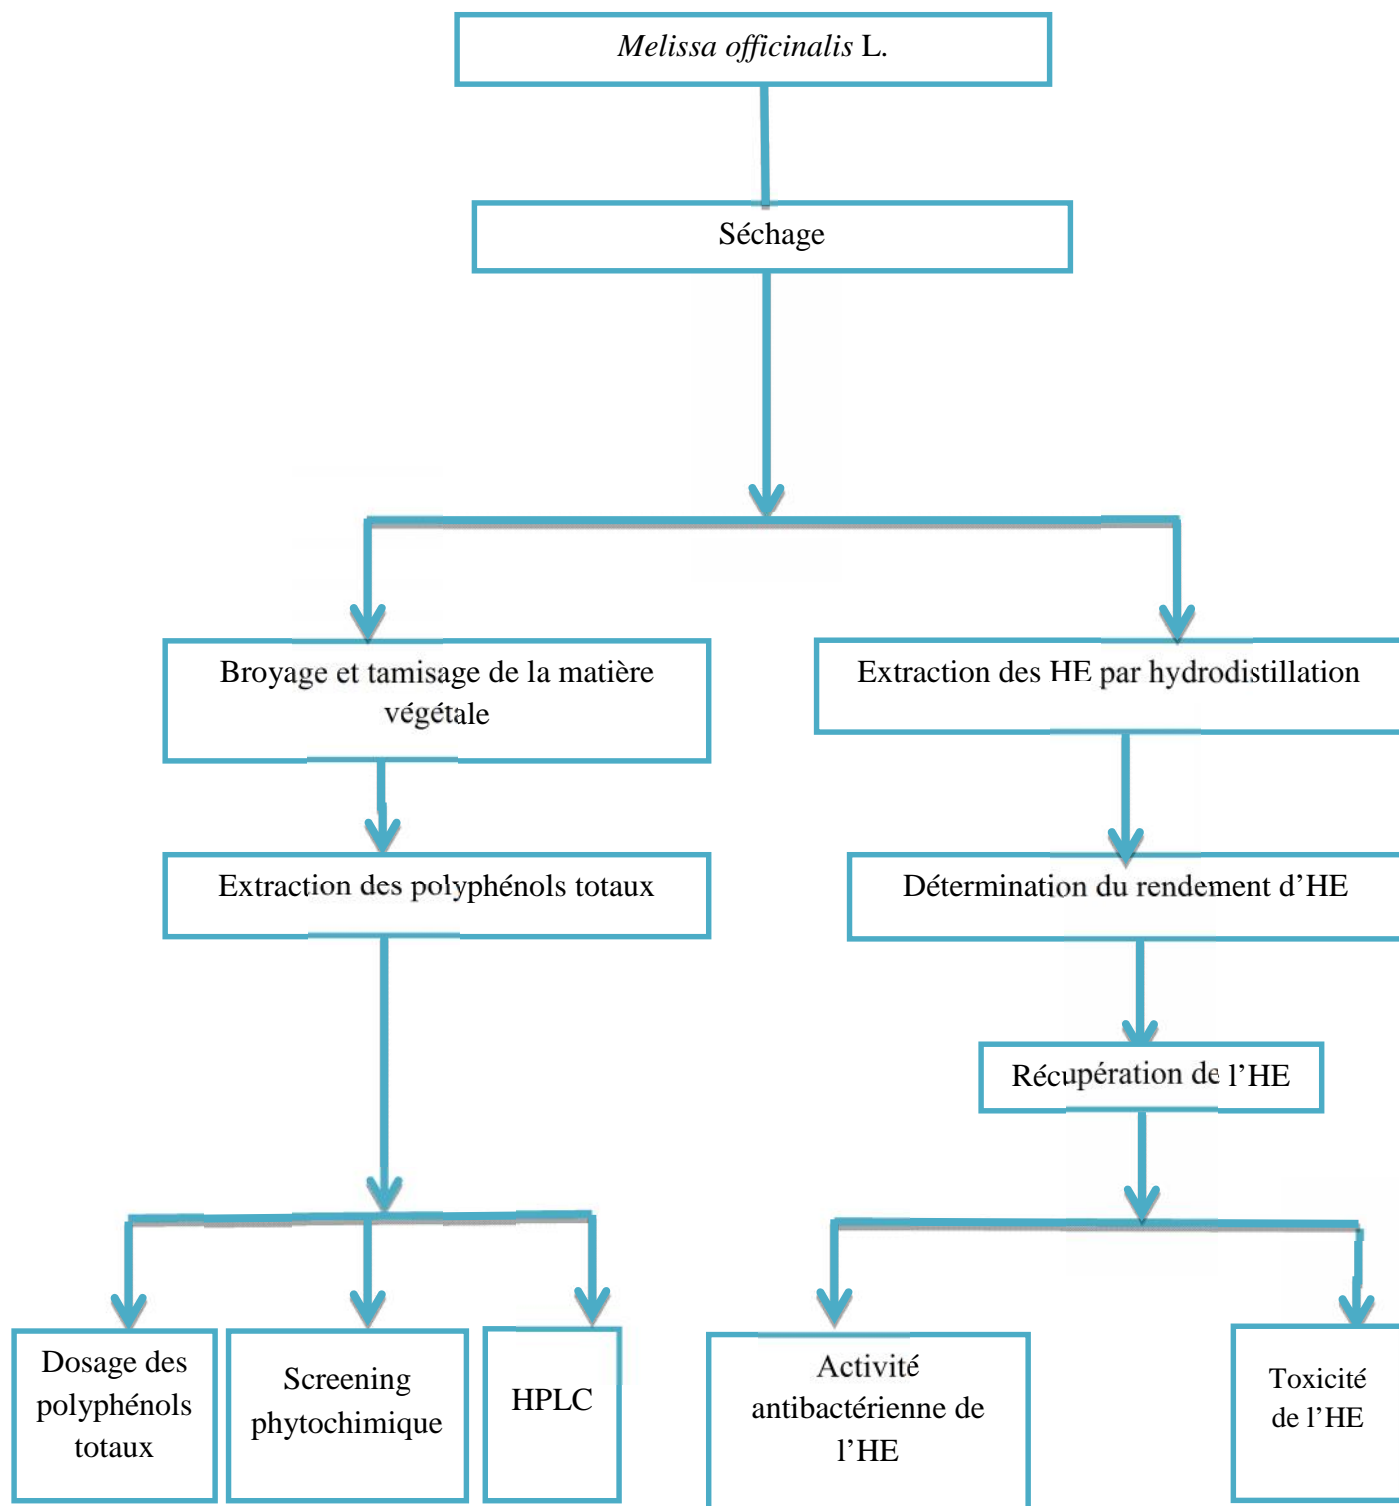 Melissa officinalis L.
Séchage
Broyage et tamisage de la matière
végétale
Extraction des HE par hydrodistillation
Extraction des polyphénols totaux
Détermination du rendement d’HE
Récupération de l’HE
Dosage des
polyphénols
totaux
Screening
phytochimique
HPLC
Activité
antibactérienne de
l’HE
Toxicité
de l’HE